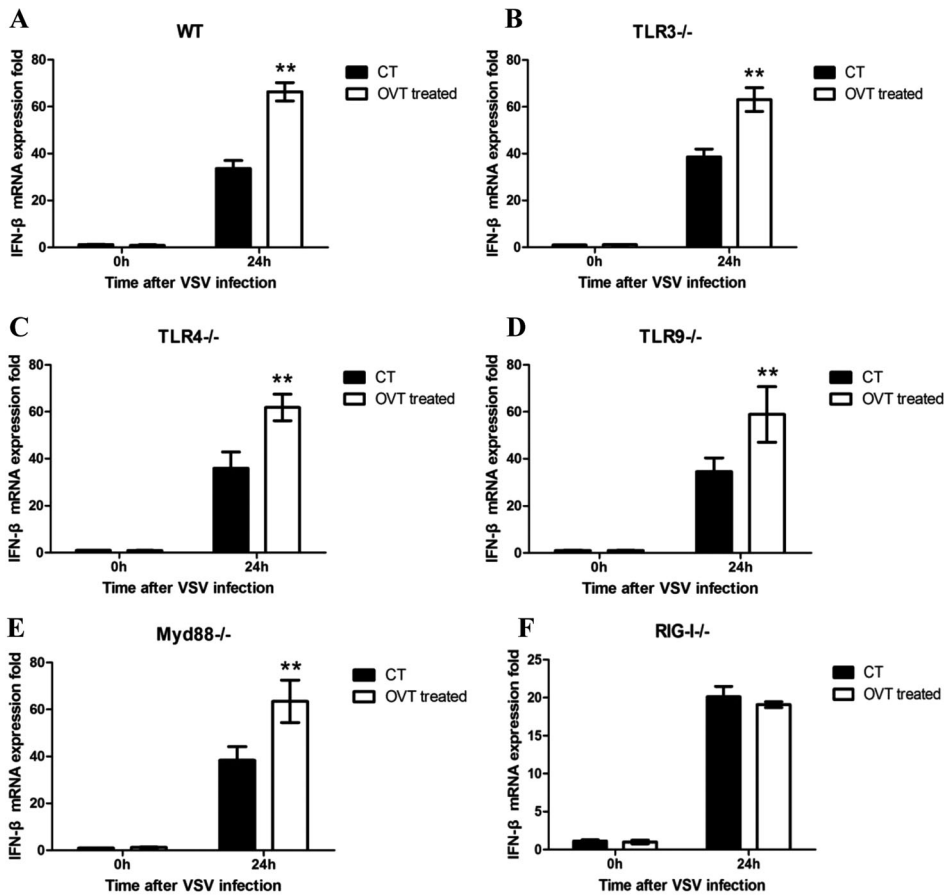 A
WT
IFN-β mRNA expression fold
80
60
40
20
0
**
CT
OVT treated
0h
24h
Time after VSV infection
B
TLR3-/-
IFN-β mRNA expression fold
80
60
40
20
0
**
CT
OVT treated
0h
24h
Time after VSV infection
C
TLR4-/-
IFN-β mRNA expression fold
80
60
40
20
0
**
CT
OVT treated
0h
24h
Time after VSV infection
D
TLR9-/-
IFN-β mRNA expression fold
80
60
40
20
0
**
CT
OVT treated
0h
24h
Time after VSV infection
E
Myd88-/-
IFN-β mRNA expression fold
80
60
40
20
0
**
CT
OVT treated
0h
24h
Time after VSV infection
F
RIG-I-/-
IFN-β mRNA expression fold
25
20
15
10
5
0
CT
OVT treated
0h
24h
Time after VSV infection